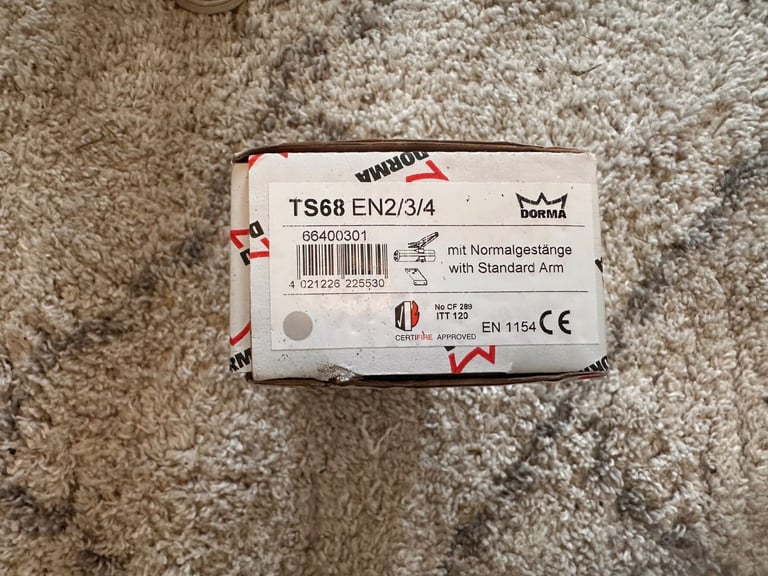 DORMA
TS68 EN2/3/4
DORMA
66400301
4 021226 225530
mit Normalgestänge
with Standard Arm
No CF 289
ITT 120
CERTIFIRE APPROVED
EN 1154 CE